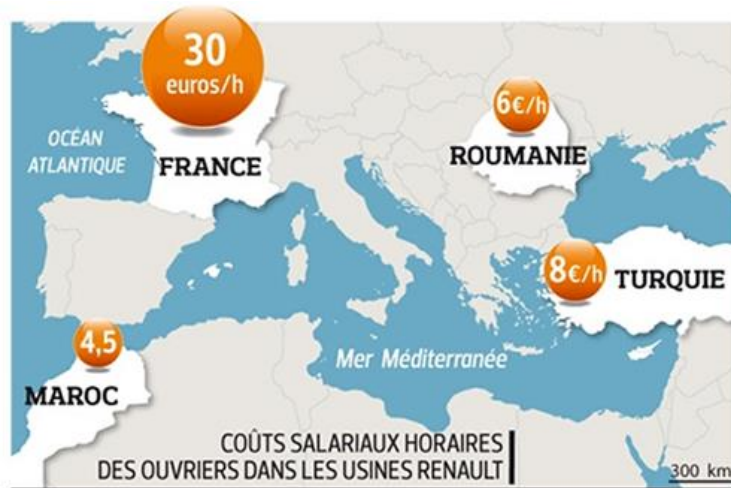 30
euros/h
OCÉAN
ATLANTIQUE
FRANCE
6€/h
ROUMANIE
8€/h
TURQUIE
4,5
MAROC
Mer Méditerranée
COÛTS SALARIAUX HORAIRES
DES OUVRIERS DANS LES USINES RENAULT
300 km